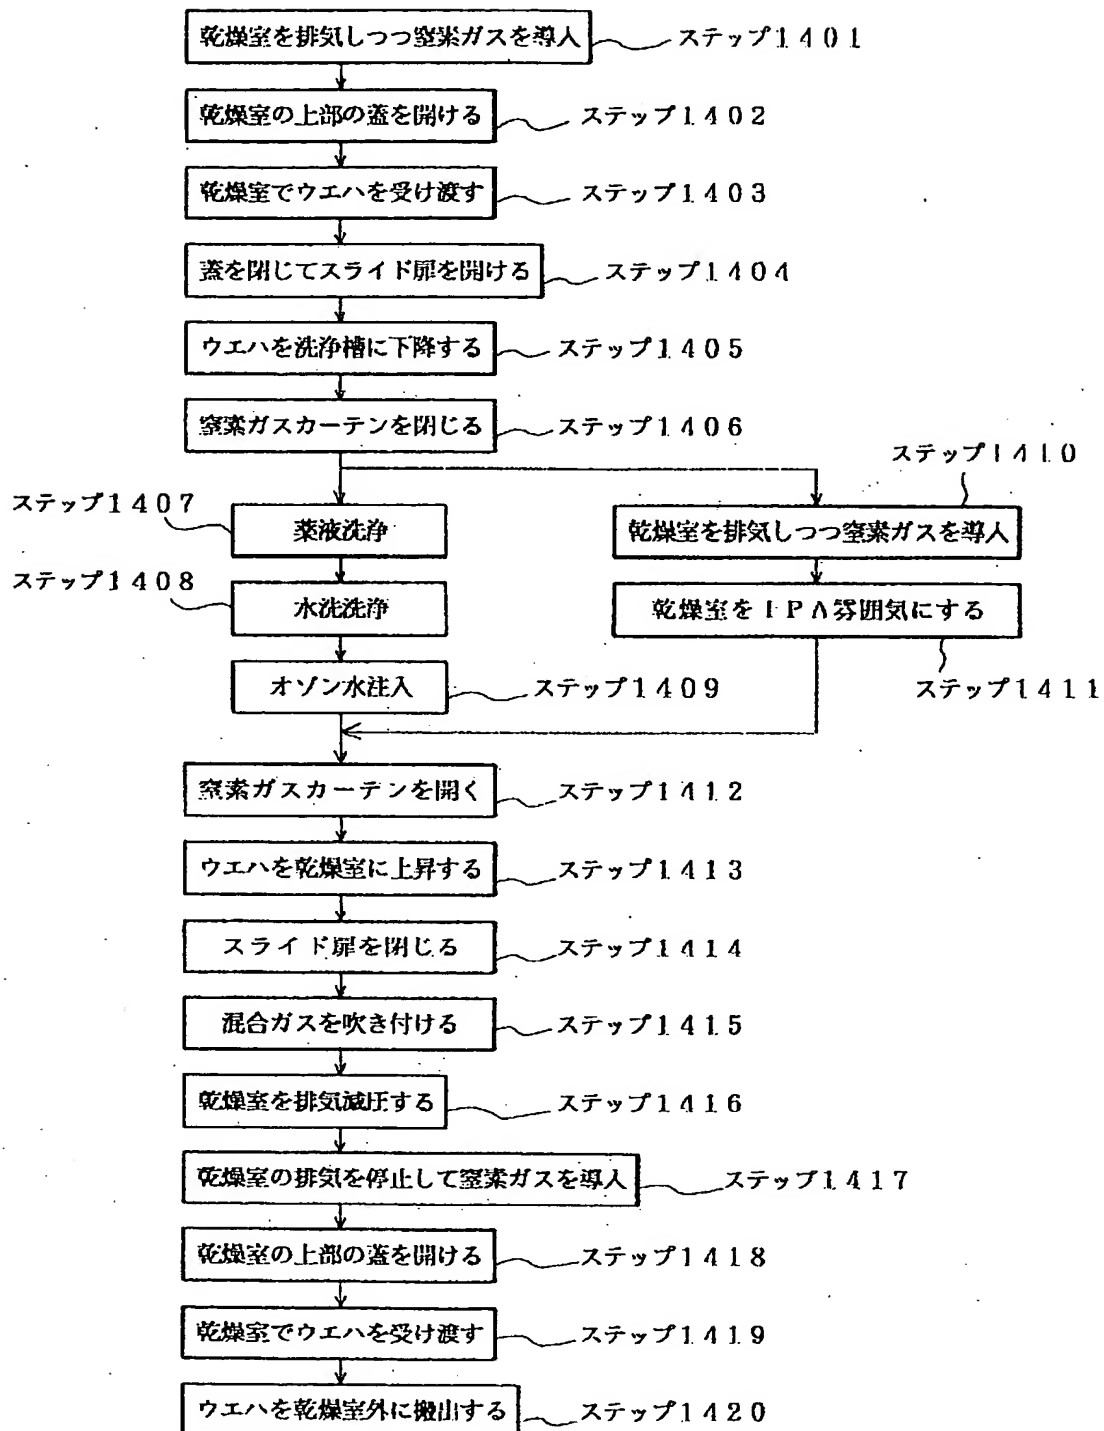 乾燥室を排気しつつ窒素ガスを導入 ステップ1401
乾燥室の上部の蓋を開ける ステップ1402
乾燥室でウエハを受け渡す ステップ1403
蓋を閉じてスライド扉を開ける ステップ1404
ウエハを洗浄槽に下降する ステップ1405
窒素ガスカーテンを閉じる ステップ1406
ステップ1407
薬液洗浄
ステップ1408
水洗洗浄
オゾン水注入 ステップ1409
ステップ1410
乾燥室を排気しつつ窒素ガスを導入
乾燥室をIPA雰囲気にする
ステップ1411
窒素ガスカーテンを開く ステップ1412
ウエハを乾燥室に上昇する ステップ1413
スライド扉を閉じる ステップ1414
混合ガスを吹き付ける ステップ1415
乾燥室を排気減圧する ステップ1416
乾燥室の排気を停止して窒素ガスを導入 ステップ1417
乾燥室の上部の蓋を開ける ステップ1418
乾燥室でウエハを受け渡す ステップ1419
ウエハを乾燥室外に搬出する ステップ1420